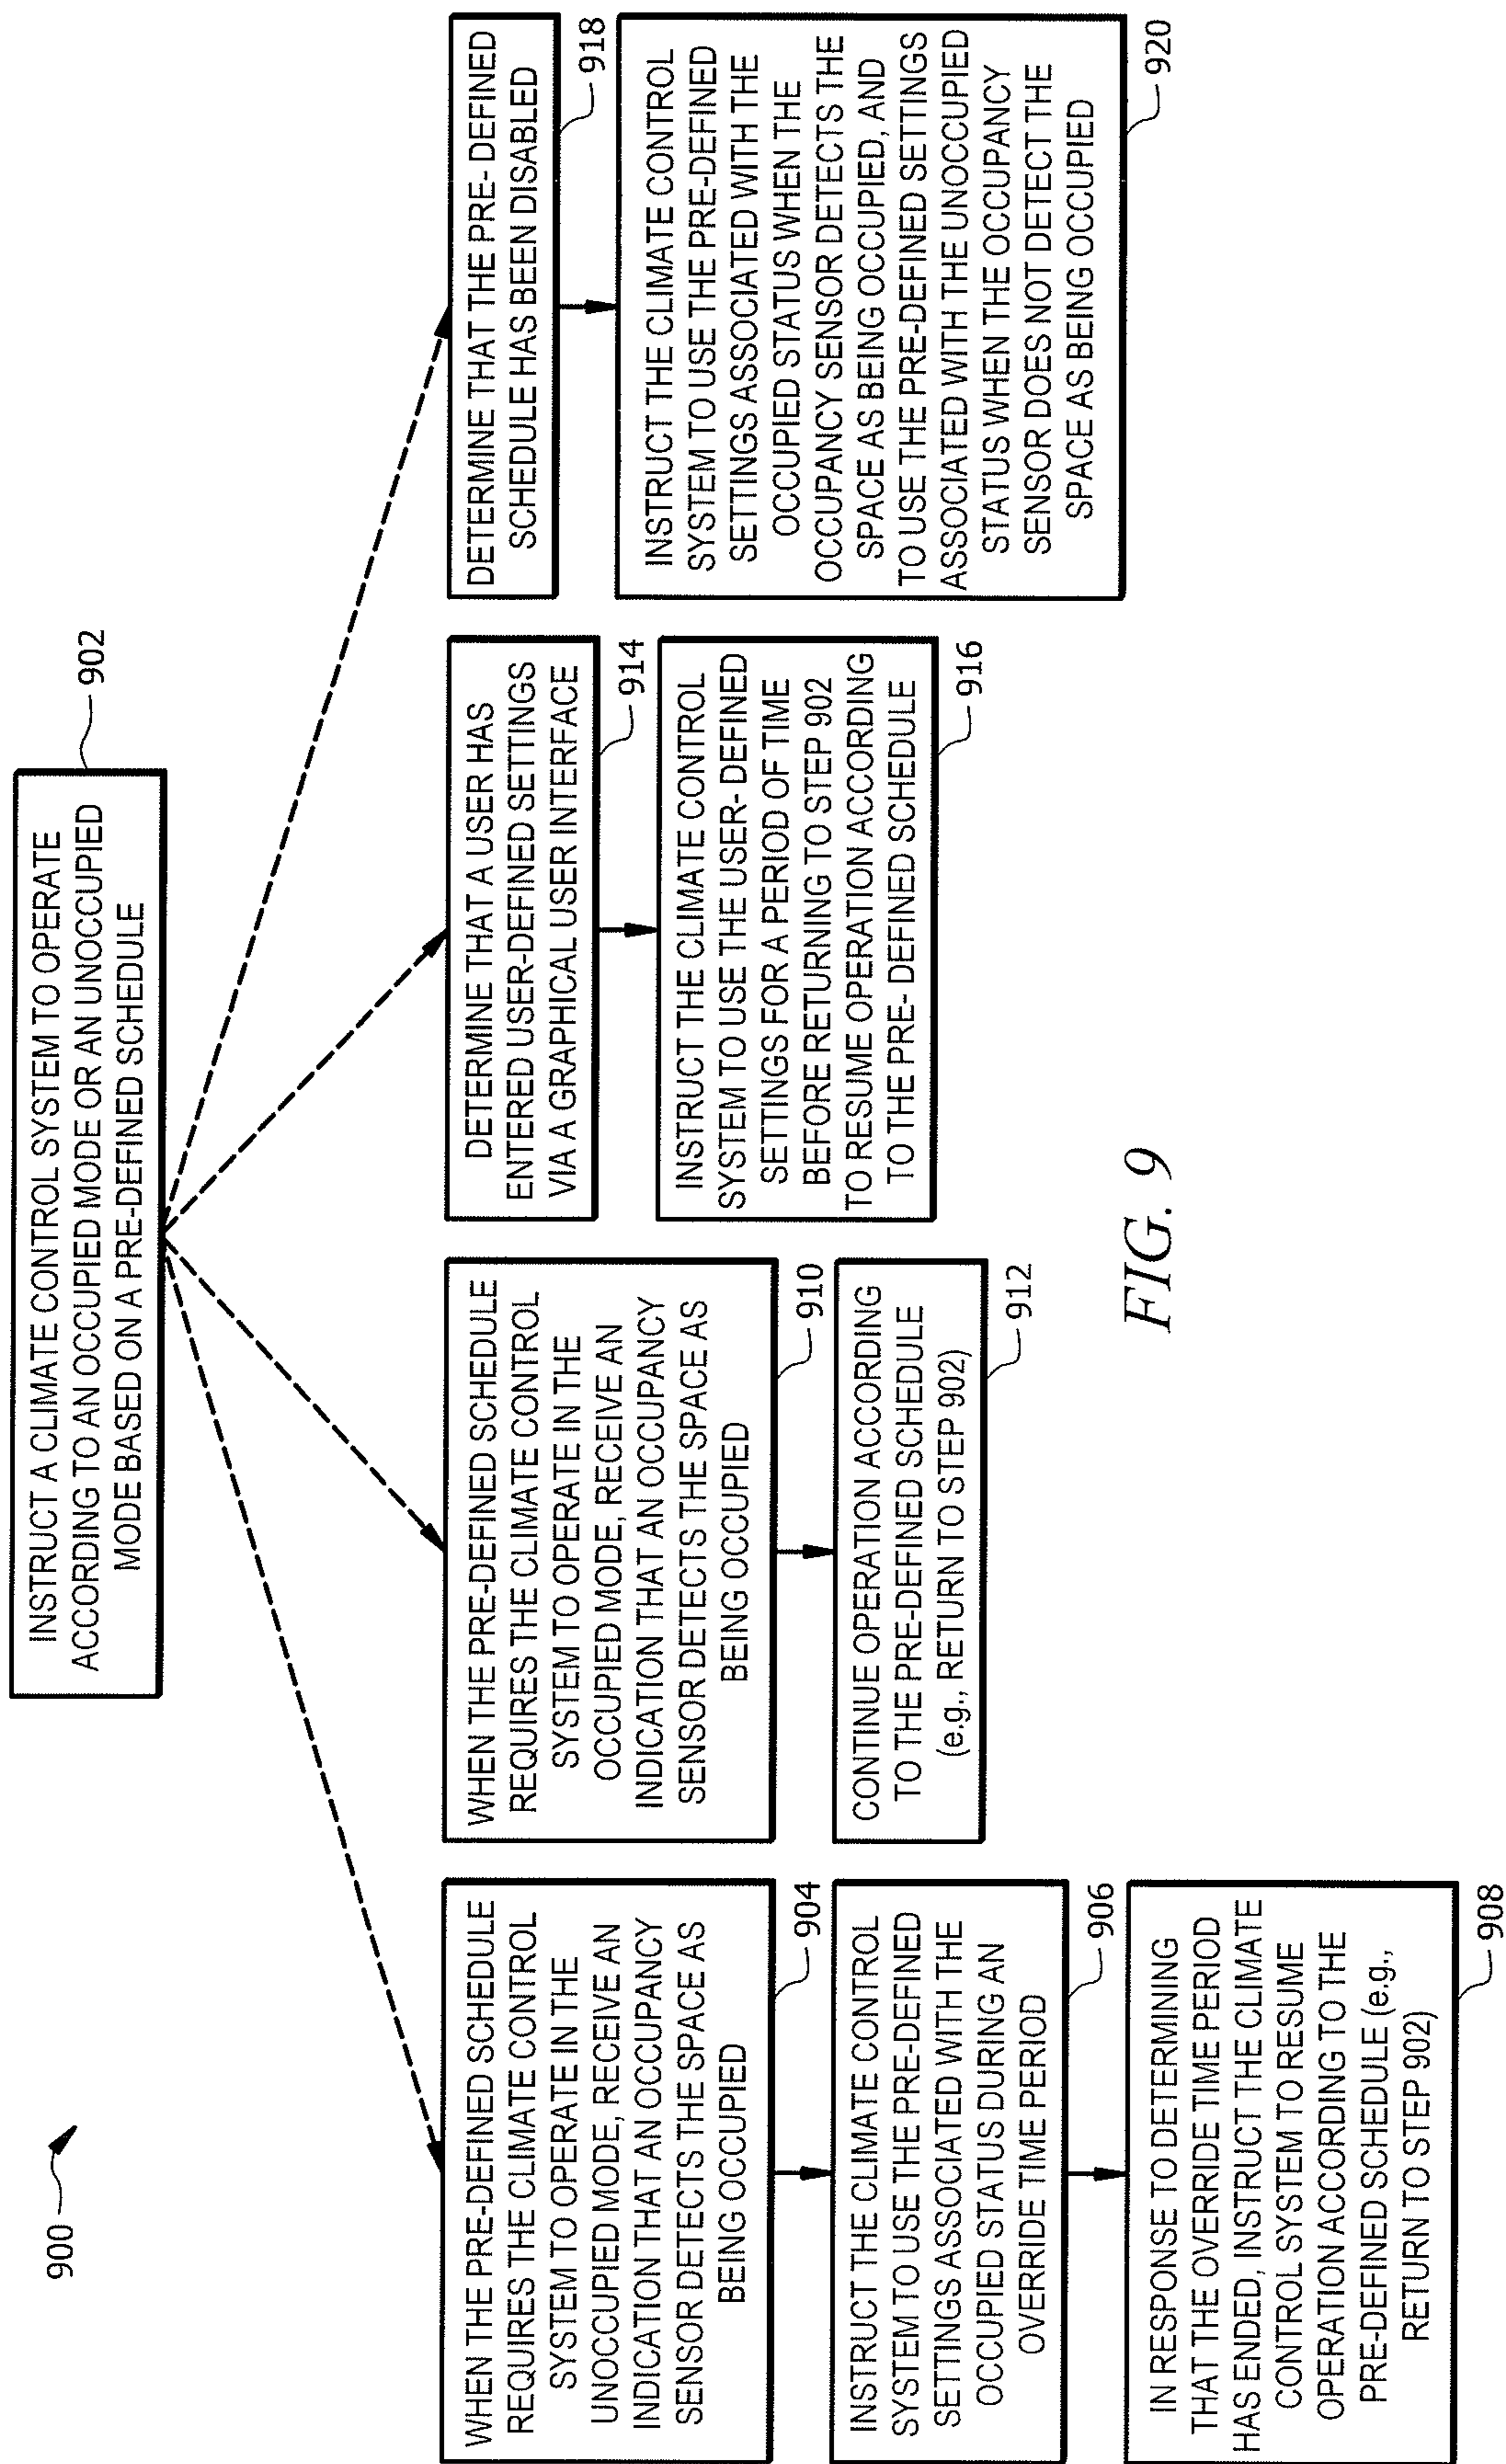 900
INSTRUCT A CLIMATE CONTROL SYSTEM TO OPERATE
ACCORDING TO AN OCCUPIED MODE OR AN UNOCCUPIED
MODE BASED ON A PRE-DEFINED SCHEDULE
902
WHEN THE PRE-DEFINED SCHEDULE
REQUIRES THE CLIMATE CONTROL
SYSTEM TO OPERATE IN THE
UNOCCUPIED MODE, RECEIVE AN
INDICATION THAT AN OCCUPANCY
SENSOR DETECTS THE SPACE AS
BEING OCCUPIED
904
INSTRUCT THE CLIMATE CONTROL
SYSTEM TO USE THE PRE-DEFINED
SETTINGS ASSOCIATED WITH THE
OCCUPIED STATUS DURING AN
OVERRIDE TIME PERIOD
906
IN RESPONSE TO DETERMINING
THAT THE OVERRIDE TIME PERIOD
HAS ENDED, INSTRUCT THE CLIMATE
CONTROL SYSTEM TO RESUME
OPERATION ACCORDING TO THE
PRE-DEFINED SCHEDULE (e.g.,
RETURN TO STEP 902)
908
WHEN THE PRE-DEFINED SCHEDULE
REQUIRES THE CLIMATE CONTROL
SYSTEM TO OPERATE IN THE
OCCUPIED MODE, RECEIVE AN
INDICATION THAT AN OCCUPANCY
SENSOR DETECTS THE SPACE AS
BEING OCCUPIED
910
CONTINUE OPERATION ACCORDING
TO THE PRE-DEFINED SCHEDULE
(e.g., RETURN TO STEP 902)
912
DETERMINE THAT A USER HAS
ENTERED USER-DEFINED SETTINGS
VIA A GRAPHICAL USER INTERFACE
914
INSTRUCT THE CLIMATE CONTROL
SYSTEM TO USE THE USER- DEFINED
SETTINGS FOR A PERIOD OF TIME
BEFORE RETURNING TO STEP 902
TO RESUME OPERATION ACCORDING
TO THE PRE- DEFINED SCHEDULE
916
DETERMINE THAT THE PRE- DEFINED
SCHEDULE HAS BEEN DISABLED
918
INSTRUCT THE CLIMATE CONTROL
SYSTEM TO USE THE PRE-DEFINED
SETTINGS ASSOCIATED WITH THE
OCCUPIED STATUS WHEN THE
OCCUPANCY SENSOR DETECTS THE
SPACE AS BEING OCCUPIED, AND
TO USE THE PRE-DEFINED SETTINGS
ASSOCIATED WITH THE UNOCCUPIED
STATUS WHEN THE OCCUPANCY
SENSOR DOES NOT DETECT THE
SPACE AS BEING OCCUPIED
920
FIG. 9